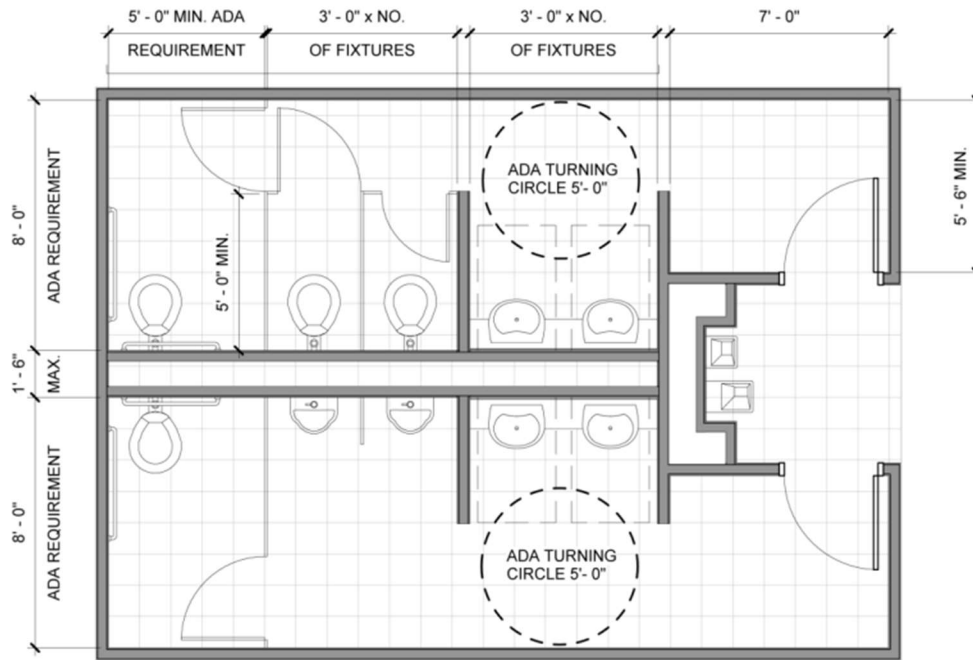 5' - 0" MIN. ADA
REQUIREMENT
3' - 0" x NO.
OF FIXTURES
3' - 0" x NO.
OF FIXTURES
7' - 0"
8' - 0"
ADA REQUIREMENT
5' - 0" MIN.
ADA TURNING
CIRCLE 5'- 0"
5' - 6" MIN.
1' - 6"
MAX.
8' - 0"
ADA REQUIREMENT
ADA TURNING
CIRCLE 5'- 0"